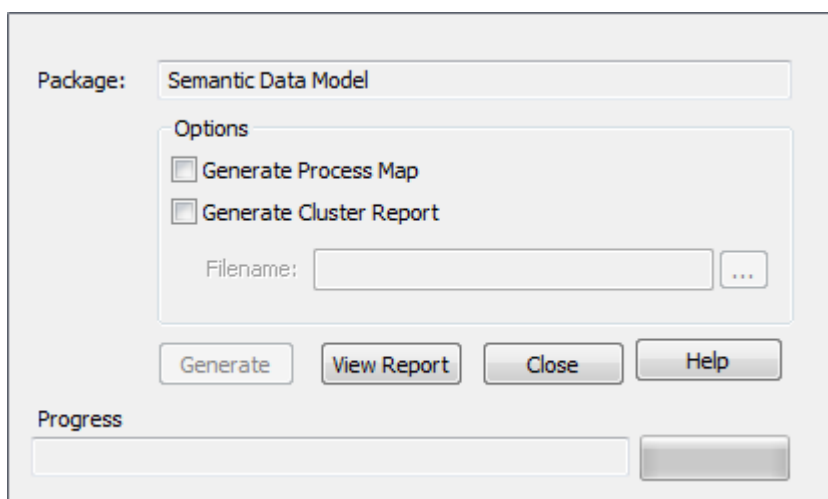 Package: Semantic Data Model
Options
Generate Process Map
Generate Cluster Report
Filename: ...
Generate View Report Close Help
Progress